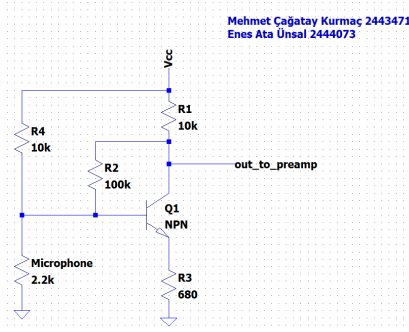 Mehmet Çağatay Kurmaç 2443471
Enes Ata Ünsal 2444073
Vcc
R1
10k
R4
10k
R2
100k
out_to_preamp
Q1
NPN
Microphone
2.2k
R3
680